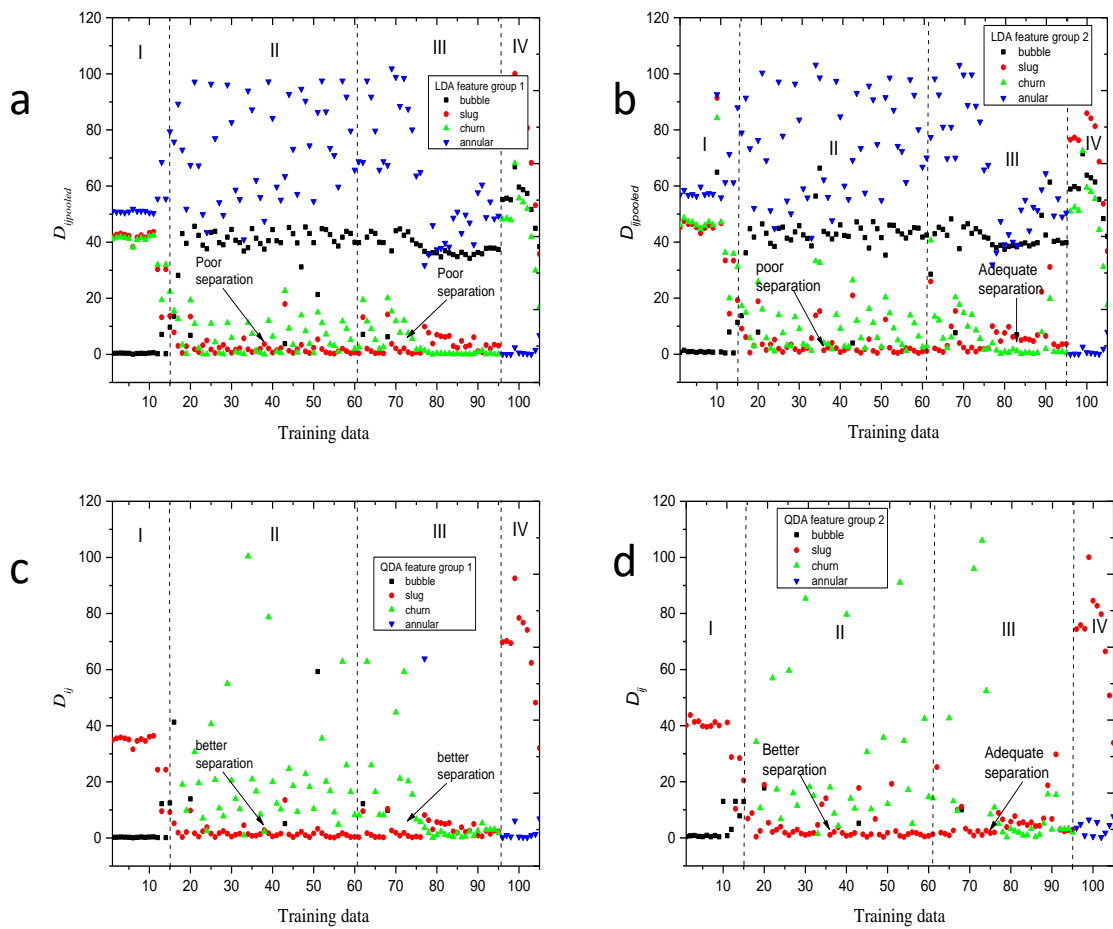 a
120
100
80
60
40
20
0
D ijpooled
I
II
III
IV
LDA feature group 1
bubble
slug
churn
annular
Poor
separation
Poor
separation
10 20 30 40 50 60 70 80 90 100
Training data
b
120
100
80
60
40
20
0
D ijpooled
I
II
III
IV
LDA feature group 2
bubble
slug
churn
anular
poor
separation
Adequate
separation
10 20 30 40 50 60 70 80 90 100
Training data
c
120
100
80
60
40
20
0
D ij
I
II
III
IV
QDA feature group 1
bubble
slug
churn
annular
better
separation
better
separation
10 20 30 40 50 60 70 80 90 100
Training data
d
120
100
80
60
40
20
0
D ij
I
II
III
IV
QDA feature group 2
bubble
slug
churn
annular
Better
separation
Adequate
separation
10 20 30 40 50 60 70 80 90 100
Training data